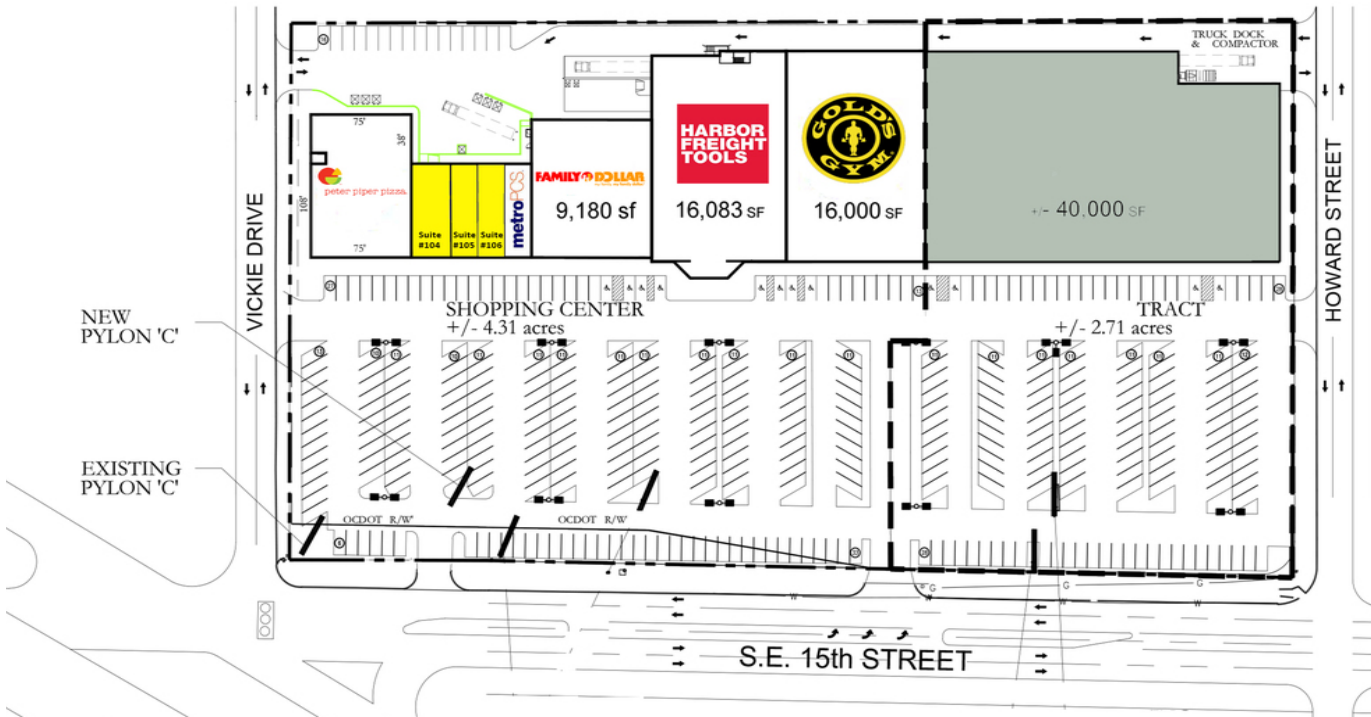 TRUCK DOCK
& COMPACTOR
75'
38'
108'
75'
peter piper pizza
Suite
#104
Suite
#105
Suite
#106
metroPCS
FAMILY DOLLAR
9,180 sf
HARBOR
FREIGHT
TOOLS
16,083 SF
GOLD'S
GYM
16,000 SF
+/- 40,000 SF
VICKIE DRIVE
HOWARD STREET
SHOPPING CENTER
+/- 4.31 acres
TRACT
+/- 2.71 acres
NEW
PYLON 'C'
EXISTING
PYLON 'C'
OCDOT R/W
OCDOT R/W
G
G
G
W
W
W
S.E. 15th STREET